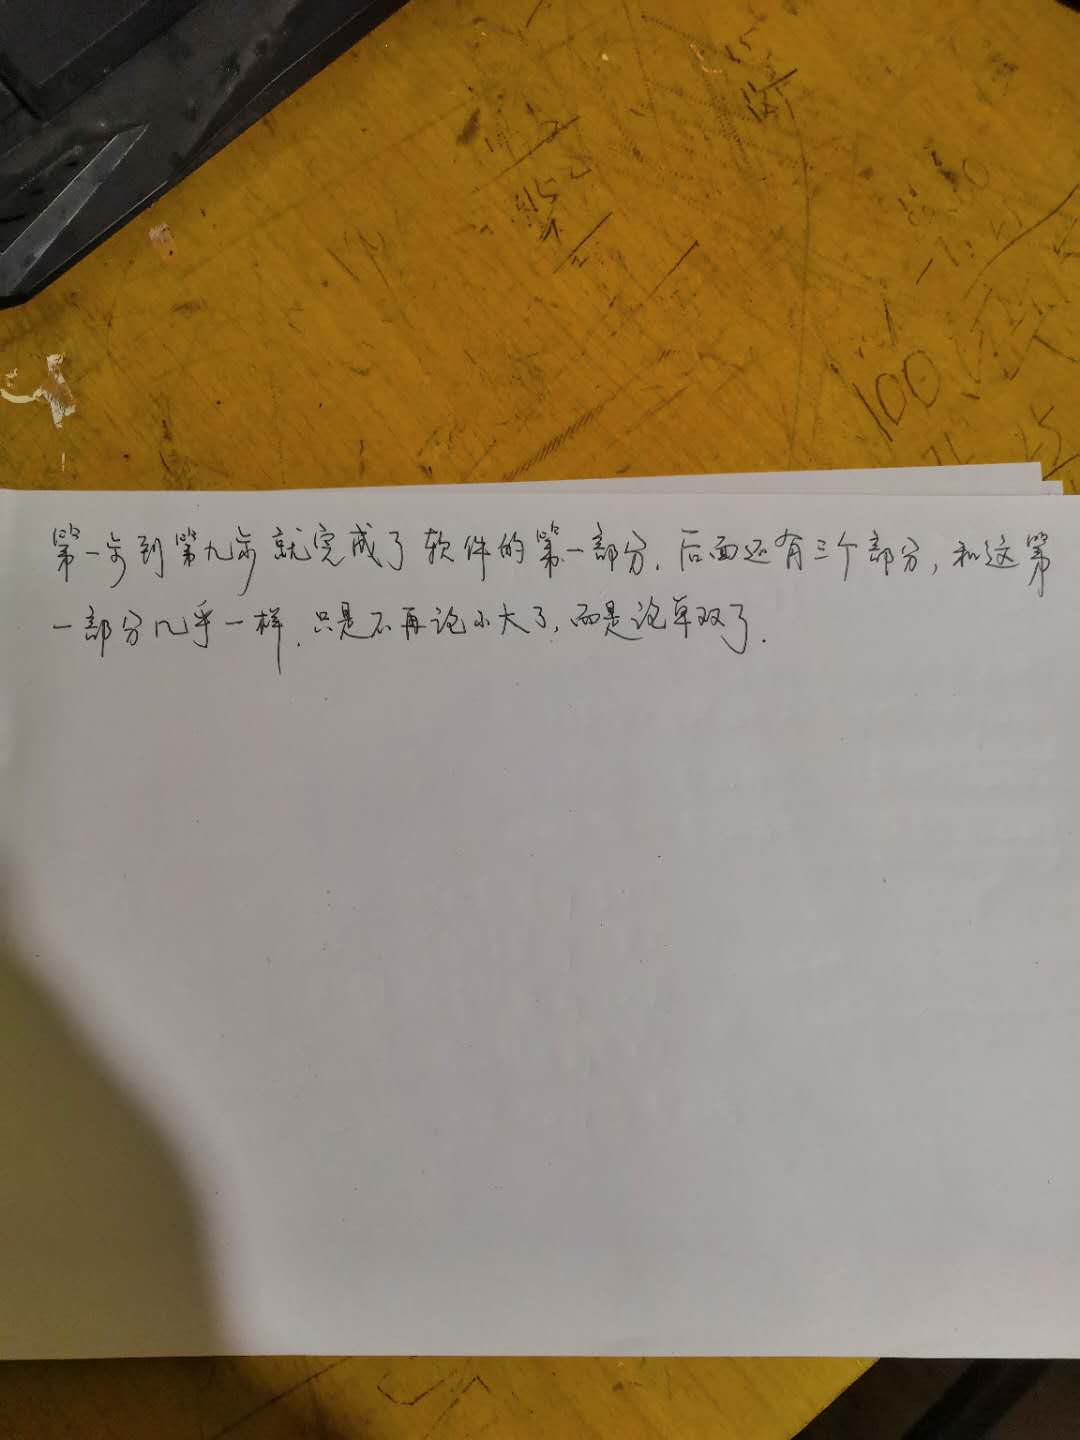 100
第一步到第九步就完成了软件的第一部分.后面还有三个部分,和这第
一部分几乎一样.只是不再论小大了,而是论单双了.